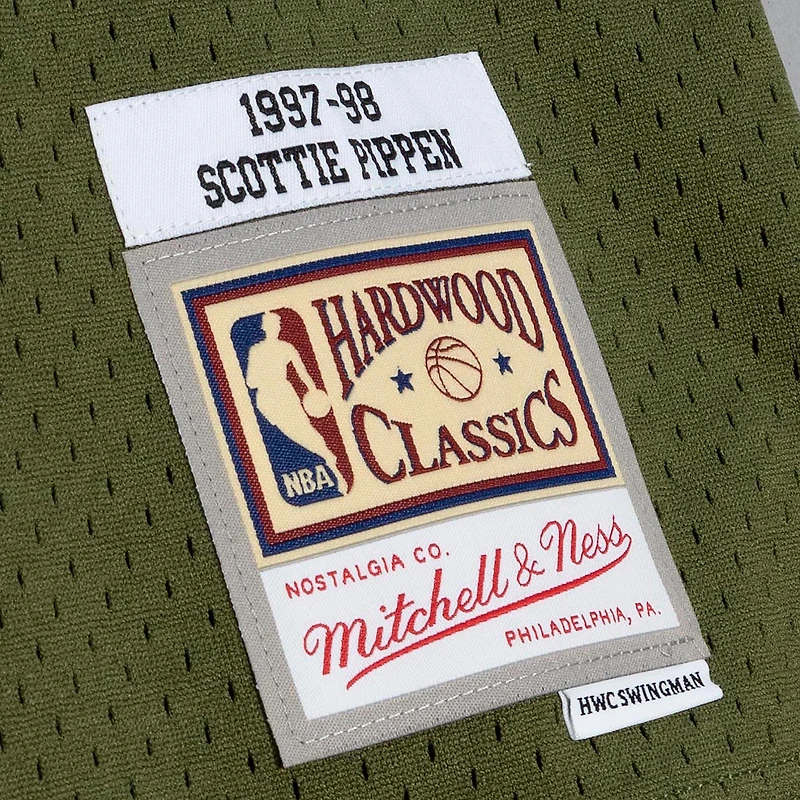 1997-98
SCOTTIE PIPPEN
HARDWOOD
CLASSICS
NBA
NOSTALGIA CO.
Mitchell & Ness
PHILADELPHIA, PA.
HWC SWINGMAN